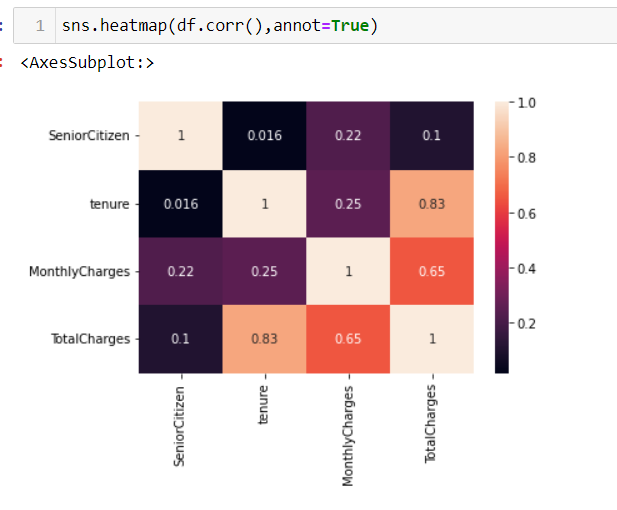 1 sns.heatmap(df.corr(),annot=True)
<AxesSubplot:>
1.0
SeniorCitizen 1 0.016 0.22 0.1
0.8
tenure 0.016 1 0.25 0.83
0.6
MonthlyCharges 0.22 0.25 1 0.65
0.4
TotalCharges 0.1 0.83 0.65 1
0.2
SeniorCitizen
tenure
MonthlyCharges
TotalCharges